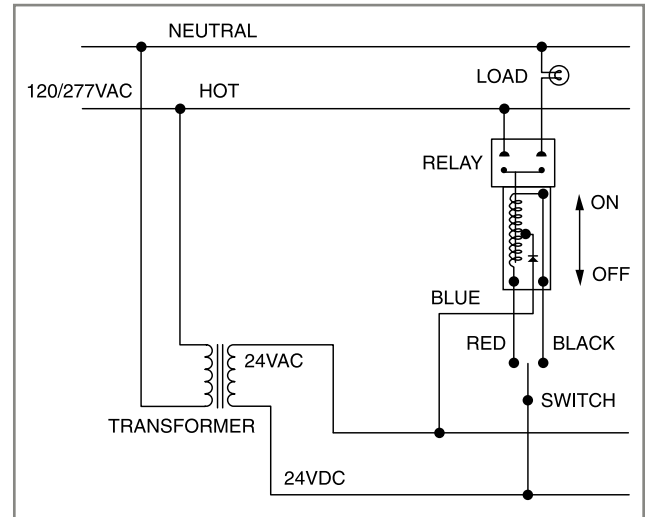 NEUTRAL
LOAD
120/277VAC
HOT
RELAY
ON
OFF
BLUE
RED
BLACK
24VAC
SWITCH
TRANSFORMER
24VDC